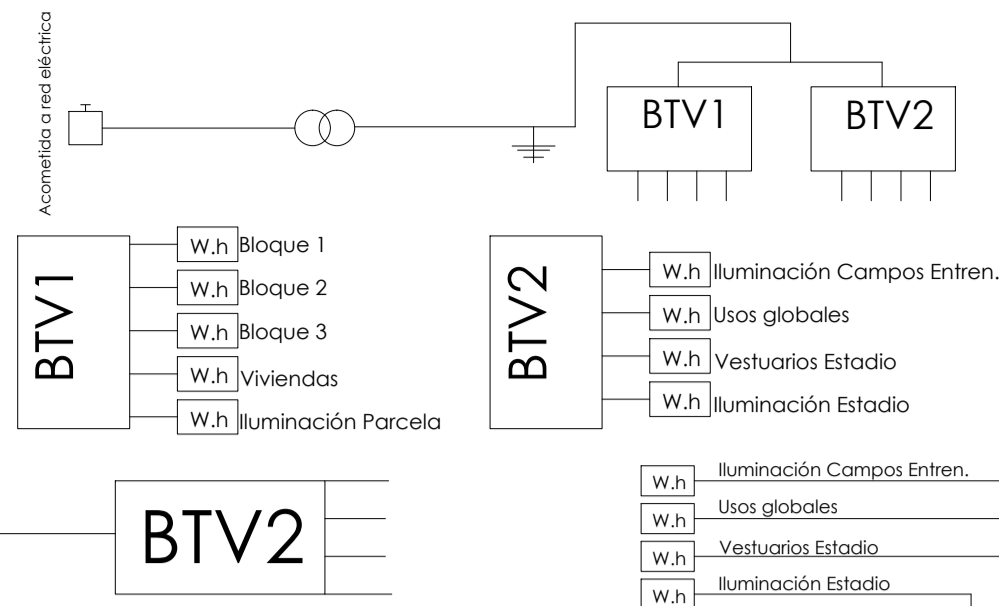 Acometida a red eléctrica
BTV1
BTV2
BTV1
W.h Bloque 1
W.h Bloque 2
W.h Bloque 3
W.h Viviendas
W.h Iluminación Parcela
BTV2
W.h Iluminación Campos Entren.
W.h Usos globales
W.h Vestuarios Estadio
W.h Iluminación Estadio
BTV2
W.h Iluminación Campos Entren.
W.h Usos globales
W.h Vestuarios Estadio
W.h Iluminación Estadio